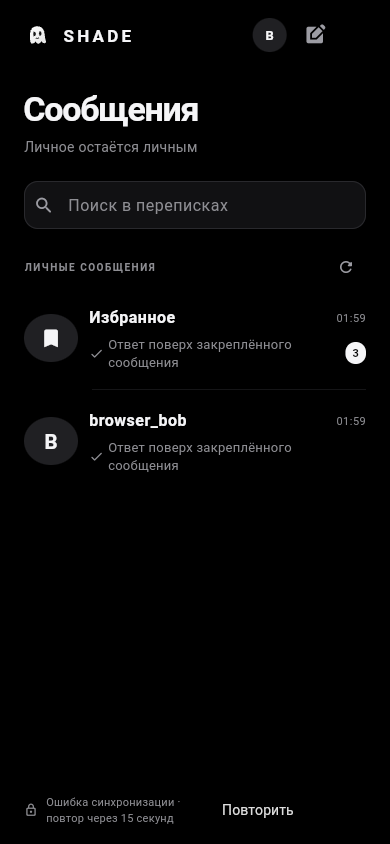 SHADE
B
Сообщения
Личное остаётся личным
Поиск в переписках
ЛИЧНЫЕ СООБЩЕНИЯ
Избранное 01:59
Ответ поверх закреплённого
сообщения
3
B
browser_bob 01:59
Ответ поверх закреплённого
сообщения
Ошибка синхронизации ·
повтор через 15 секунд
Повторить